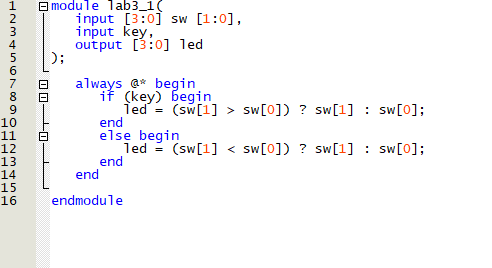 1 module lab3_1(
2 input [3:0] sw [1:0],
3 input key,
4 output [3:0] led
5 );
6
7 always @* begin
8 if (key) begin
9 led = (sw[1] > sw[0]) ? sw[1] : sw[0];
10 end
11 else begin
12 led = (sw[1] < sw[0]) ? sw[1] : sw[0];
13 end
14 end
15
16 endmodule